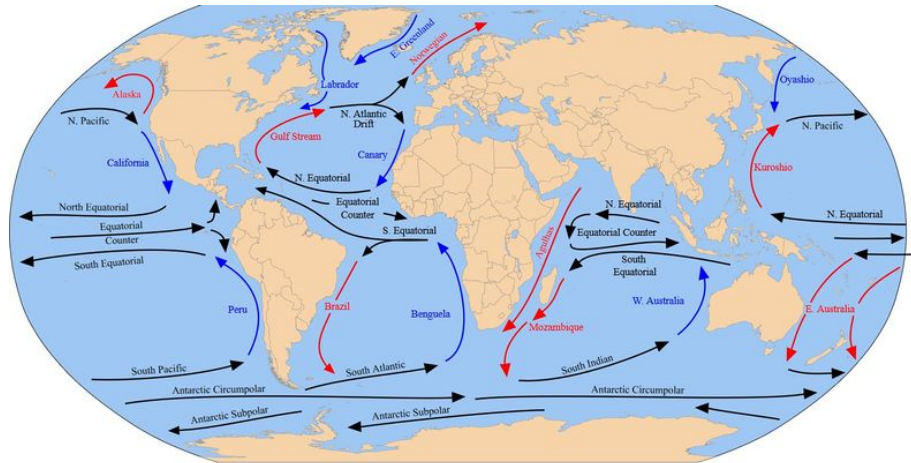 E. Greenland
Norwegian
Labrador
Oyashio
Alaska
N. Pacific
N. Atlantic
Drift
N. Pacific
Gulf Stream
California
Canary
Kuroshio
N. Equatorial
North Equatorial
Equatorial
Counter
N. Equatorial
N. Equatorial
Equatorial
Counter
S. Equatorial
Agulhas
Equatorial Counter
South Equatorial
South
Equatorial
Peru
Brazil
Benguela
W. Australia
E. Australia
Mozambique
South Pacific
South Atlantic
South Indian
Antarctic Circumpolar
Antarctic Circumpolar
Antarctic Subpolar
Antarctic Subpolar